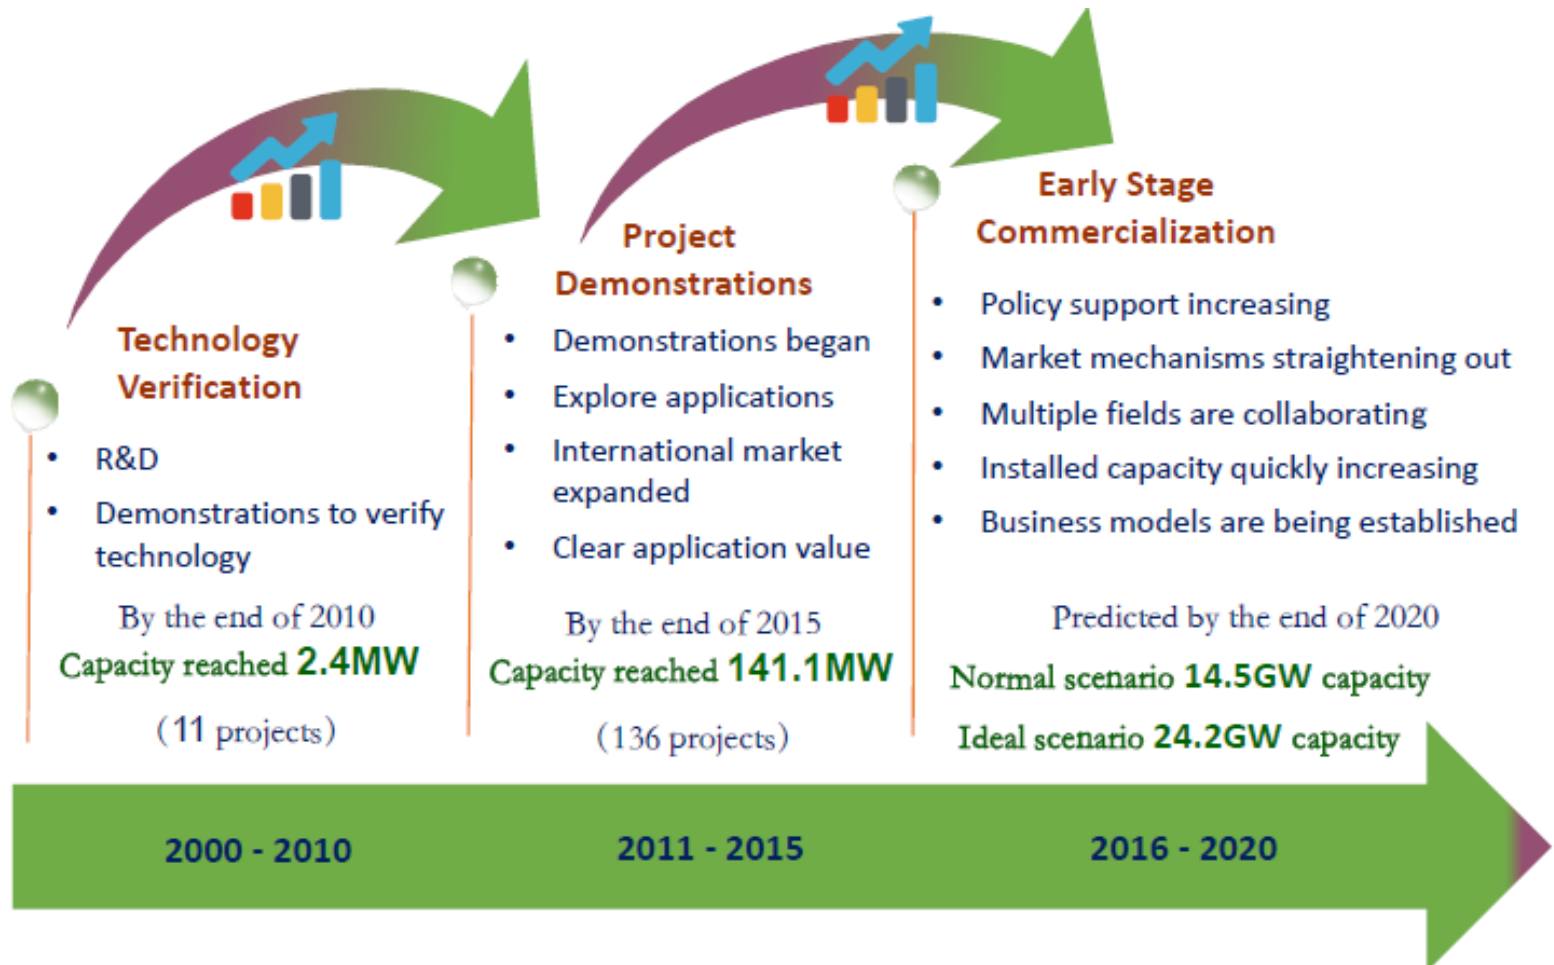 Technology
Verification
• R&D
• Demonstrations to verify
technology
By the end of 2010
Capacity reached 2.4MW
(11 projects)
Project
Demonstrations
• Demonstrations began
• Explore applications
• International market
expanded
• Clear application value
By the end of 2015
Capacity reached 141.1MW
(136 projects)
Early Stage
Commercialization
• Policy support increasing
• Market mechanisms straightening out
• Multiple fields are collaborating
• Installed capacity quickly increasing
• Business models are being established
Predicted by the end of 2020
Normal scenario 14.5GW capacity
Ideal scenario 24.2GW capacity
2000 - 2010
2011 - 2015
2016 - 2020